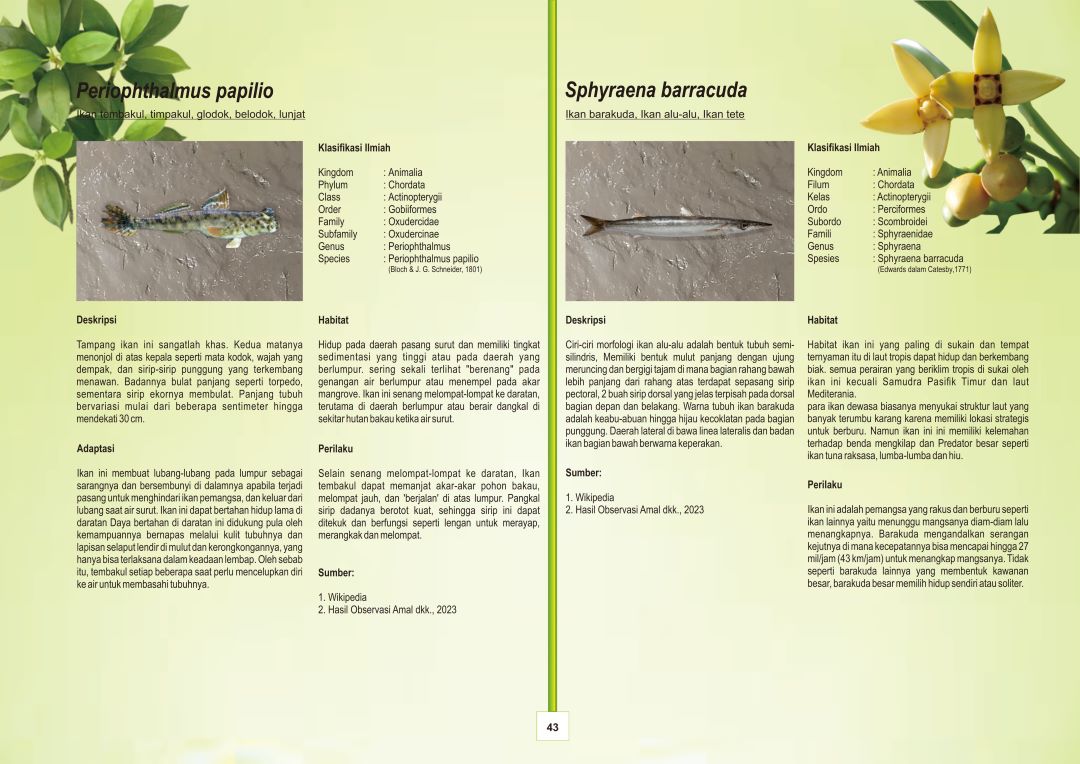 Periophthalmus papilio
Ikan tembakul, timpakul, glodok, belodok, lunjat
Klasifikasi Ilmiah
Kingdom : Animalia
Phylum : Chordata
Class : Actinopterygii
Order : Gobiiformes
Family : Oxudercidae
Subfamily : Oxudercinae
Genus : Periophthalmus
Species : Periophthalmus papilio
(Bloch & J. G. Schneider, 1801)
Deskripsi
Tampang ikan ini sangatlah khas. Kedua matanya
menonjol di atas kepala seperti mata kodok, wajah yang
dempak, dan sirip-sirip punggung yang terkembang
menawan. Badannya bulat panjang seperti torpedo,
sementara sirip ekornya membulat. Panjang tubuh
bervariasi mulai dari beberapa sentimeter hingga
mendekati 30 cm.
Adaptasi
Ikan ini membuat lubang-lubang pada lumpur sebagai
sarangnya dan bersembunyi di dalamnya apabila terjadi
pasang untuk menghindari ikan pemangsa, dan keluar dari
lubang saat air surut. Ikan ini dapat bertahan hidup lama di
daratan Daya bertahan di daratan ini didukung pula oleh
kemampuannya bernapas melalui kulit tubuhnya dan
lapisan selaput lendir di mulut dan kerongkongannya, yang
hanya bisa terlaksana dalam keadaan lembap. Oleh sebab
itu, tembakul setiap beberapa saat perlu mencelupkan diri
ke air untuk membasahi tubuhnya.
Habitat
Hidup pada daerah pasang surut dan memiliki tingkat
sedimentasi yang tinggi atau pada daerah yang
berlumpur. sering sekali terlihat "berenang" pada
genangan air berlumpur atau menempel pada akar
mangrove. Ikan ini senang melompat-lompat ke daratan,
terutama di daerah berlumpur atau berair dangkal di
sekitar hutan bakau ketika air surut.
Perilaku
Selain senang melompat-lompat ke daratan, Ikan
tembakul dapat memanjat akar-akar pohon bakau,
melompat jauh, dan 'berjalan' di atas lumpur. Pangkal
sirip dadanya berotot kuat, sehingga sirip ini dapat
ditekuk dan berfungsi seperti lengan untuk merayap,
merangkak dan melompat.
Sumber:
1. Wikipedia
2. Hasil Observasi Amal dkk., 2023
Sphyraena barracuda
Ikan barakuda, Ikan alu-alu, Ikan tete
Klasifikasi Ilmiah
Kingdom : Animalia
Filum : Chordata
Kelas : Actinopterygii
Ordo : Perciformes
Subordo : Scombroidei
Famili : Sphyraenidae
Genus : Sphyraena
Spesies : Sphyraena barracuda
(Edwards dalam Catesby,1771)
Deskripsi
Ciri-ciri morfologi ikan alu-alu adalah bentuk tubuh semi-
silindris, Memiliki bentuk mulut panjang dengan ujung
meruncing dan bergigi tajam di mana bagian rahang bawah
lebih panjang dari rahang atas terdapat sepasang sirip
pectoral, 2 buah sirip dorsal yang jelas terpisah pada dorsal
bagian depan dan belakang. Warna tubuh ikan barakuda
adalah keabu-abuan hingga hijau kecoklatan pada bagian
punggung. Daerah lateral di bawa linea lateralis dan badan
ikan bagian bawah berwarna keperakan.
Sumber:
1. Wikipedia
2. Hasil Observasi Amal dkk., 2023
Habitat
Habitat ikan ini yang paling di sukain dan tempat
ternyaman itu di laut tropis dapat hidup dan berkembang
biak. semua perairan yang beriklim tropis di sukai oleh
ikan ini kecuali Samudra Pasifik Timur dan laut
Mediterania.
para ikan dewasa biasanya menyukai struktur laut yang
banyak terumbu karang karena memiliki lokasi strategis
untuk berburu. Namun ikan ini ini memiliki kelemahan
terhadap benda mengkilap dan Predator besar seperti
ikan tuna raksasa, lumba-lumba dan hiu.
Perilaku
Ikan ini adalah pemangsa yang rakus dan berburu seperti
ikan lainnya yaitu menunggu mangsanya diam-diam lalu
menangkapnya. Barakuda mengandalkan serangan
kejutnya di mana kecepatannya bisa mencapai hingga 27
mil/jam (43 km/jam) untuk menangkap mangsanya. Tidak
seperti barakuda lainnya yang membentuk kawanan
besar, barakuda besar memilih hidup sendiri atau soliter.
43